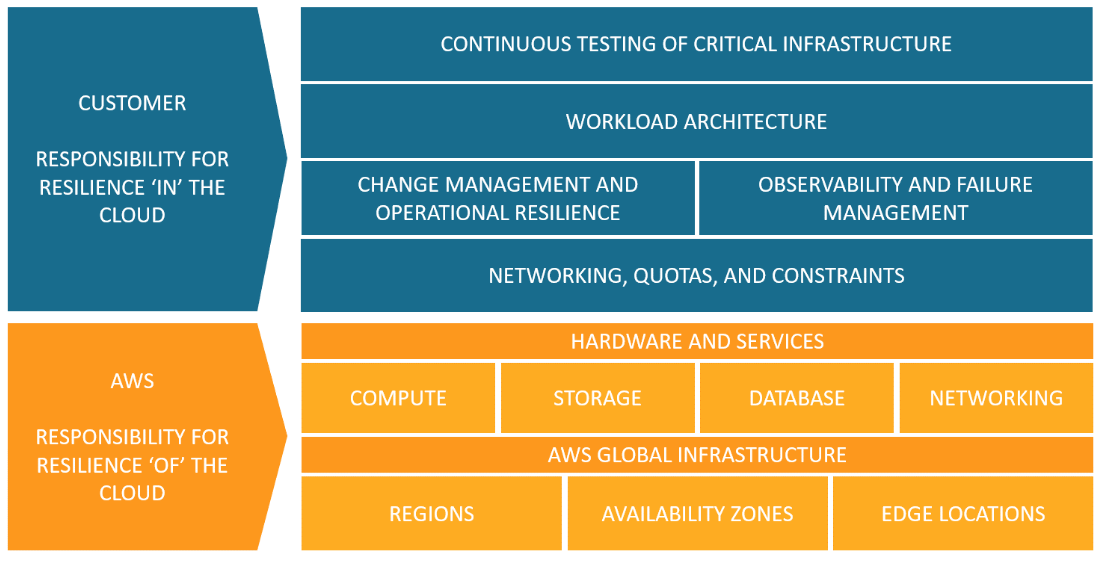 CUSTOMER
RESPONSIBILITY FOR
RESILIENCE ‘IN’ THE
CLOUD
CONTINUOUS TESTING OF CRITICAL INFRASTRUCTURE
WORKLOAD ARCHITECTURE
CHANGE MANAGEMENT AND
OPERATIONAL RESILIENCE
OBSERVABILITY AND FAILURE
MANAGEMENT
NETWORKING, QUOTAS, AND CONSTRAINTS
AWS
RESPONSIBILITY FOR
RESILIENCE ‘OF’ THE
CLOUD
HARDWARE AND SERVICES
COMPUTE
STORAGE
DATABASE
NETWORKING
AWS GLOBAL INFRASTRUCTURE
REGIONS
AVAILABILITY ZONES
EDGE LOCATIONS